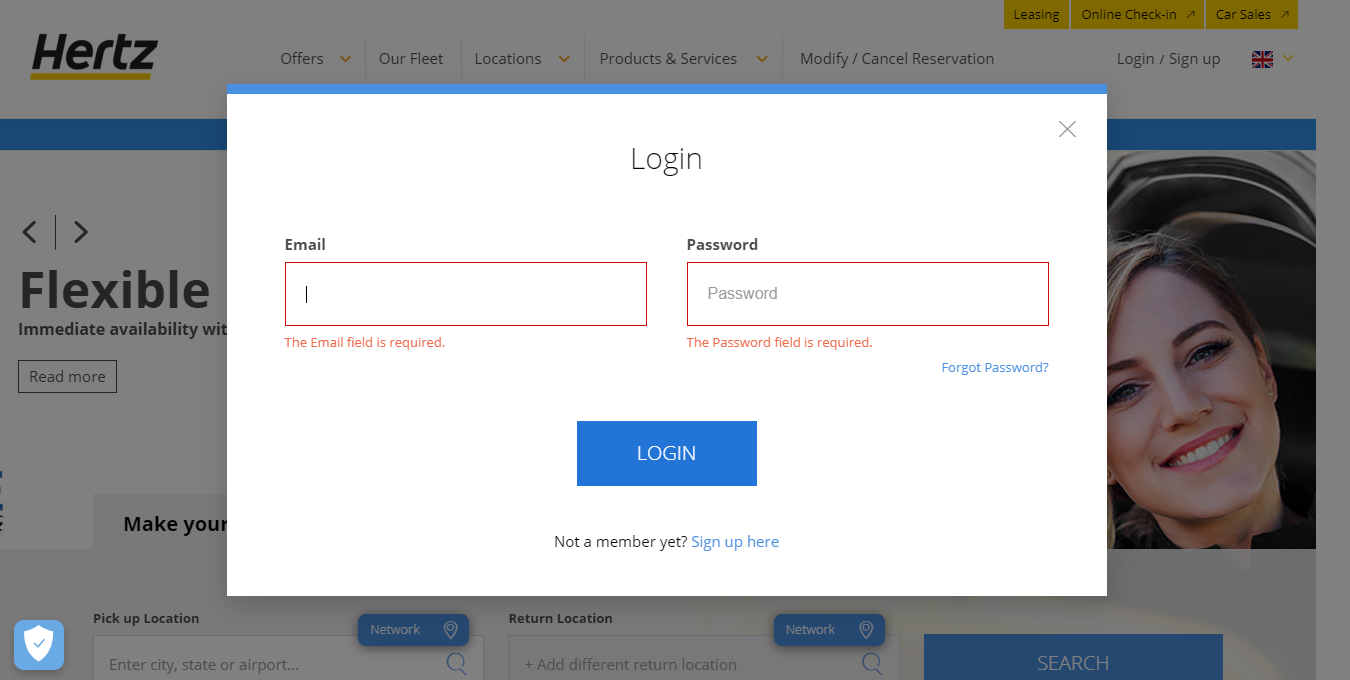 Leasing
Online Check-in
Car Sales
Hertz
Offers
Our Fleet
Locations
Products & Services
Modify / Cancel Reservation
Login / Sign up
Login
Email
Password
Password
The Email field is required.
The Password field is required.
Forgot Password?
LOGIN
Not a member yet? Sign up here
Flexible
Immediate availability wit
Read more
Make your
Pick up Location
Network
Return Location
Network
Enter city, state or airport...
+ Add different return location
SEARCH